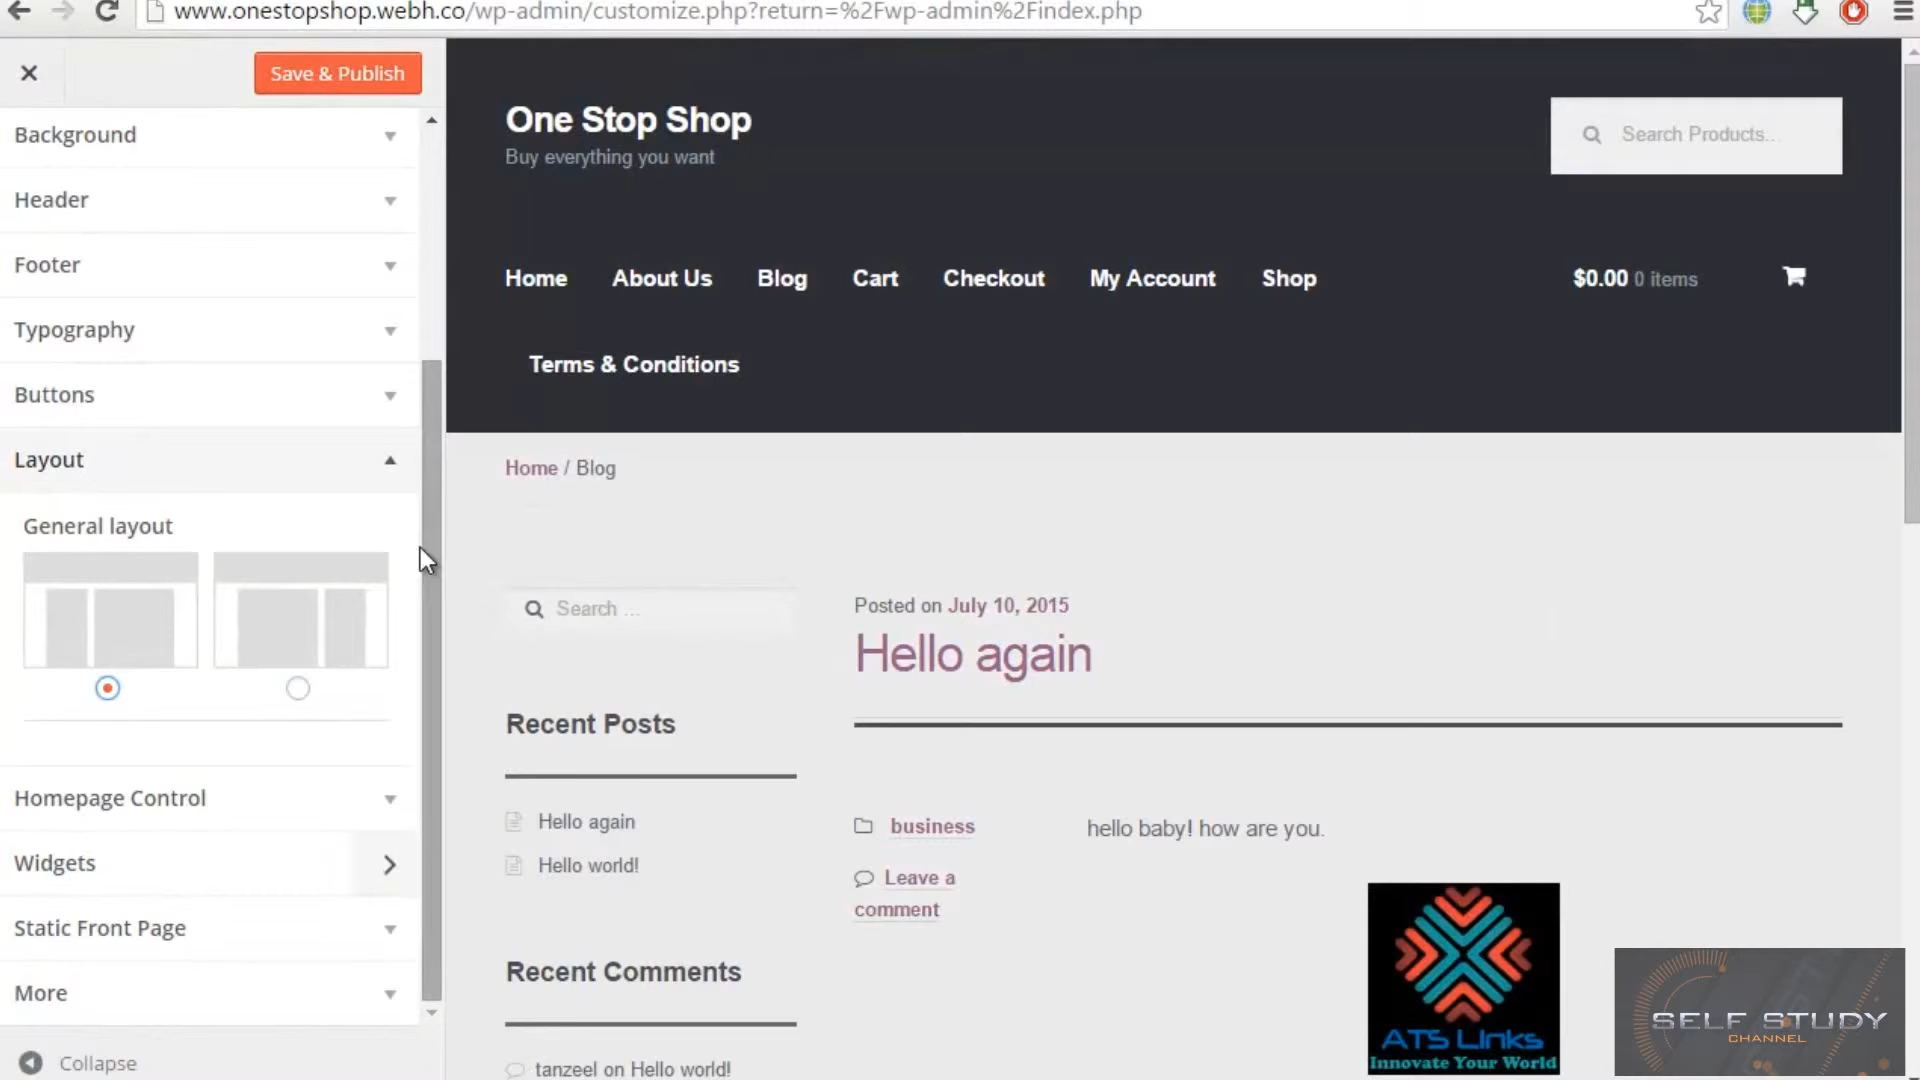 www.onestopshop.webh.co/wp-admin/customize.php?return=%2Fwp-admin%2Findex.php
Save & Publish
Background
Header
Footer
Typography
Buttons
Layout
General layout
Homepage Control
Widgets
Static Front Page
More
Collapse
One Stop Shop
Buy everything you want
Search Products...
Home About Us Blog Cart Checkout My Account Shop
$0.00 0 items
Terms & Conditions
Home / Blog
Search ...
Recent Posts
Hello again
Hello world!
Recent Comments
tanzeel on Hello world!
Posted on July 10, 2015
Hello again
business
Leave a
comment
hello baby! how are you.
ATS Links
Innovate Your World
SELF STUDY
CHANNEL